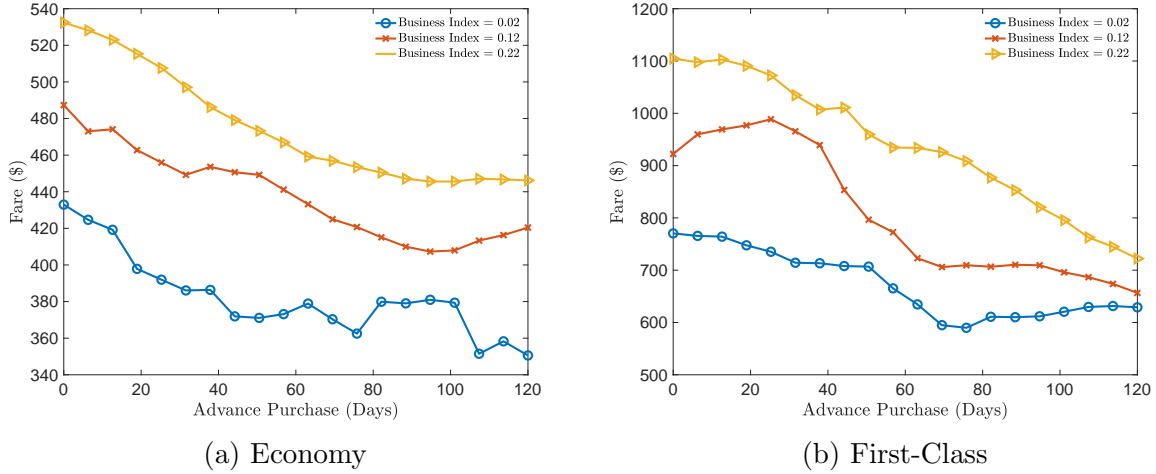 540
520
500
480
460
440
420
400
380
360
340
Fare ($)
0 20 40 60 80 100 120
Advance Purchase (Days)
Business Index = 0.02
Business Index = 0.12
Business Index = 0.22
(a) Economy
1200
1100
1000
900
800
700
600
500
Fare ($)
0 20 40 60 80 100 120
Advance Purchase (Days)
Business Index = 0.02
Business Index = 0.12
Business Index = 0.22
(b) First-Class